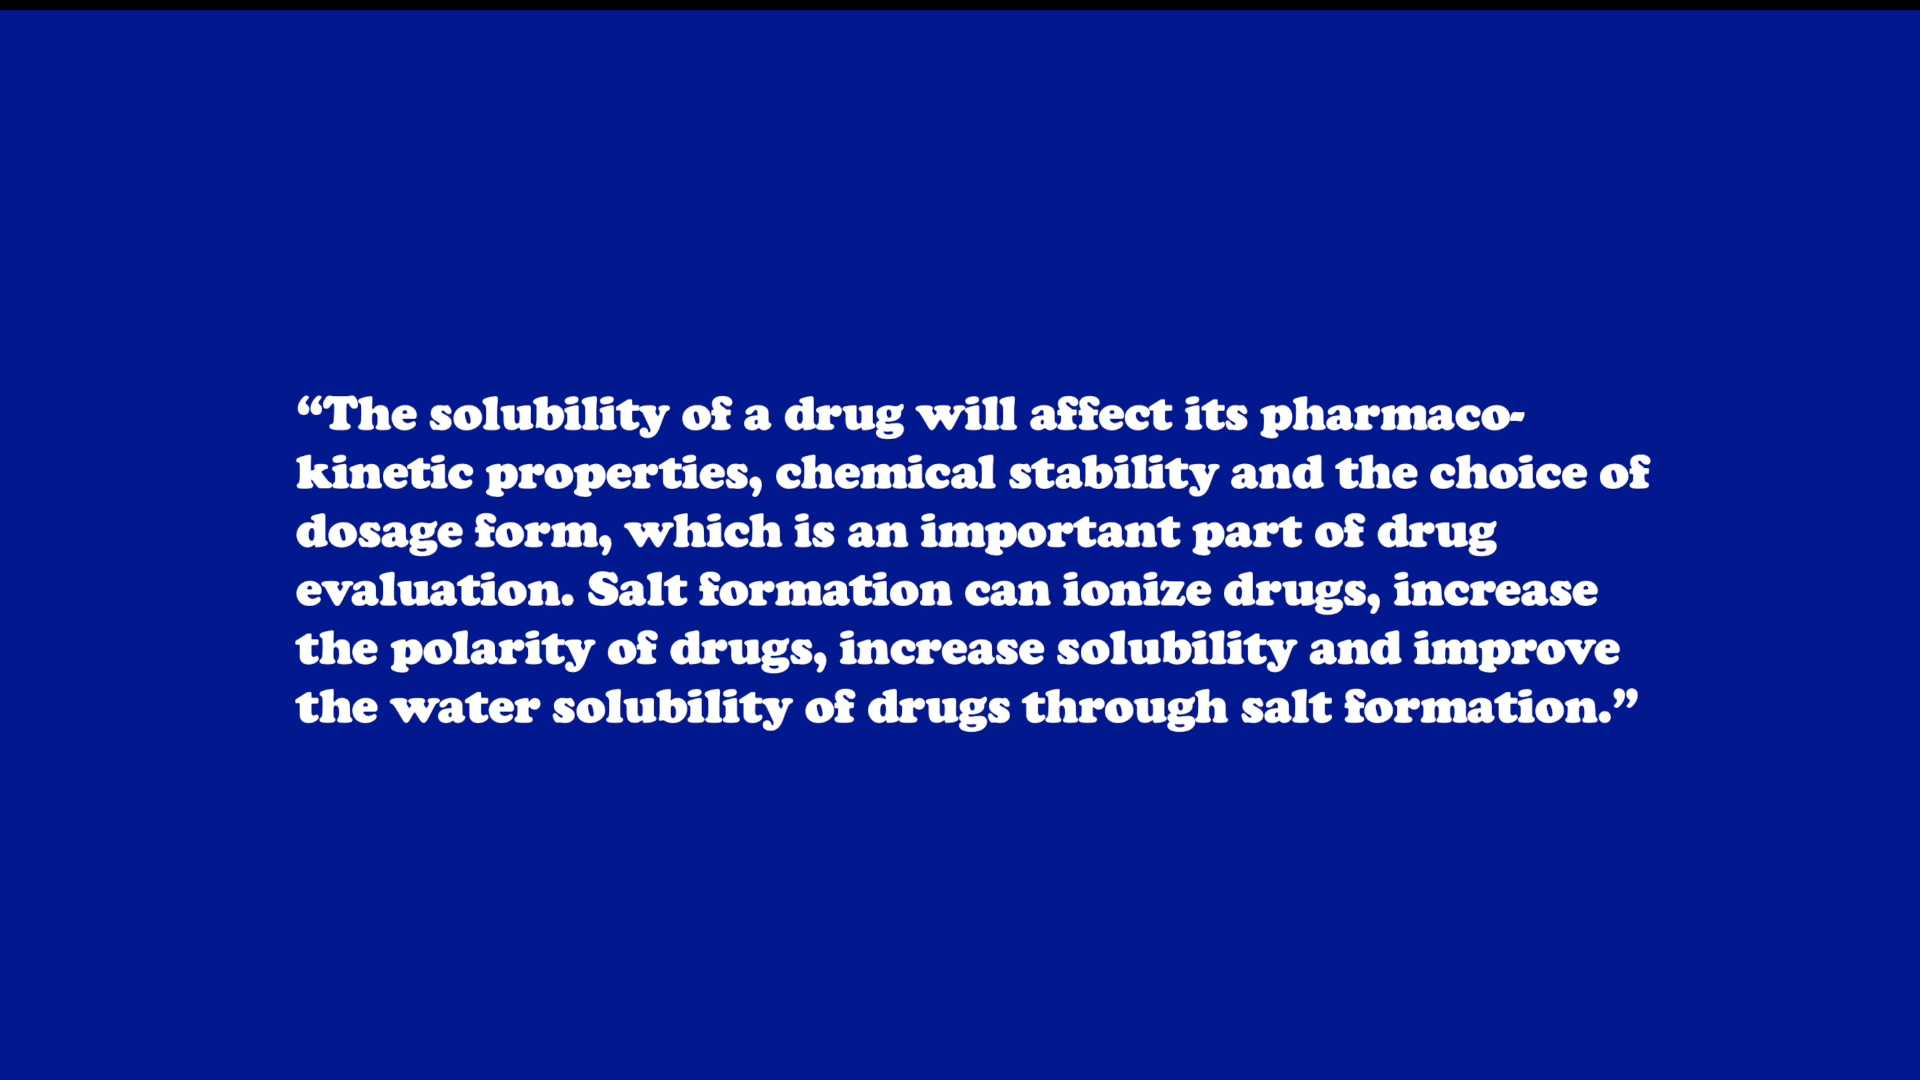 “The solubility of a drug will affect its pharmaco-
kinetic properties, chemical stability and the choice of
dosage form, which is an important part of drug
evaluation. Salt formation can ionize drugs, increase
the polarity of drugs, increase solubility and improve
the water solubility of drugs through salt formation.”